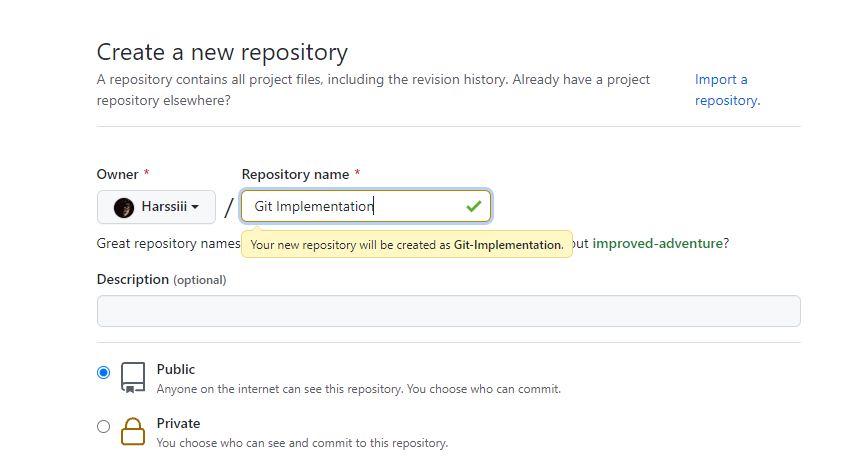 Create a new repository
A repository contains all project files, including the revision history. Already have a project
repository elsewhere?
Import a
repository.
Owner *
Repository name *
Harssiii
/
Git Implementation
Your new repository will be created as Git-Implementation.
Great repository names improved-adventure?
Description (optional)
Public
Anyone on the internet can see this repository. You choose who can commit.
Private
You choose who can see and commit to this repository.